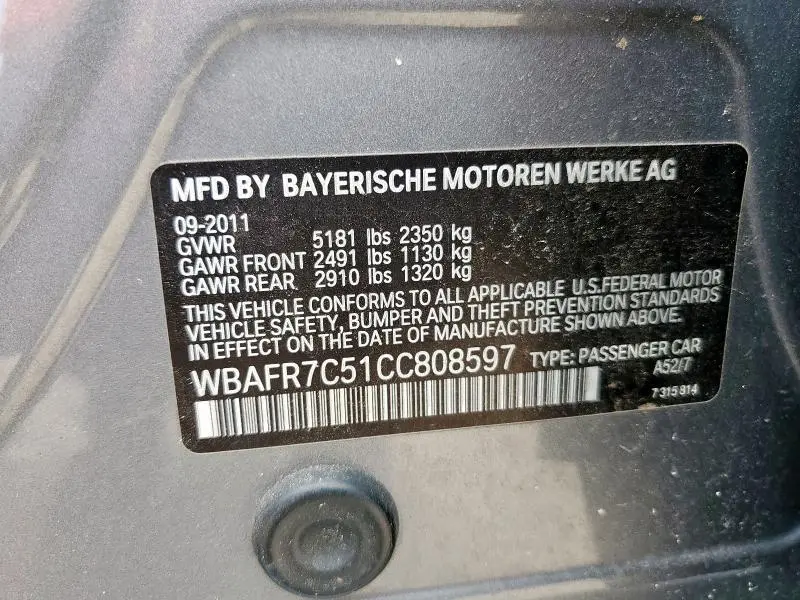 MFD BY BAYERISCHE MOTOREN WERKE AG
09-2011
GVWR 5181 lbs 2350 kg
GAWR FRONT 2491 lbs 1130 kg
GAWR REAR 2910 lbs 1320 kg
THIS VEHICLE CONFORMS TO ALL APPLICABLE U.S.FEDERAL MOTOR
VEHICLE SAFETY, BUMPER AND THEFT PREVENTION STANDARDS
IN EFFECT ON THE DATE OF MANUFACTURE SHOWN ABOVE.
WBAFR7C51CC808597 TYPE: PASSENGER CAR
A52/7
7 315 814